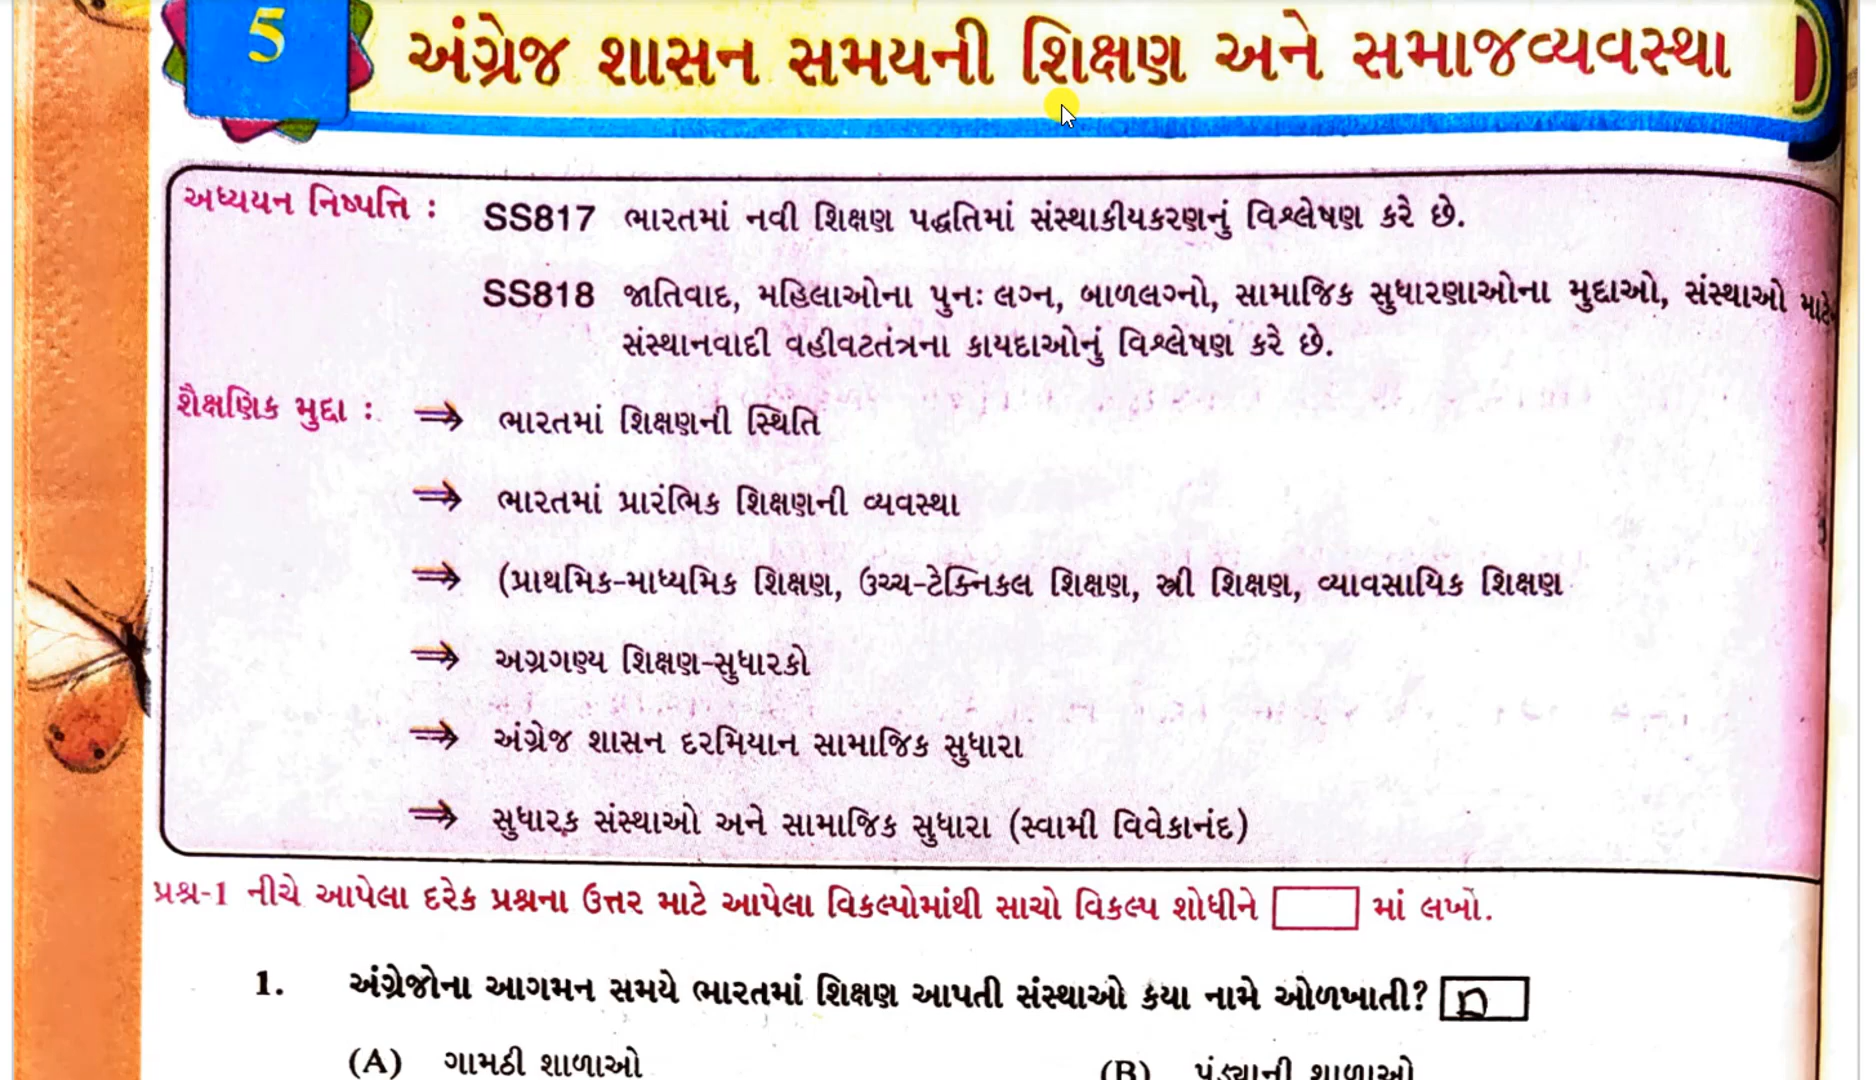 5
અંગ્રેજ શાસન સમયની શિક્ષણ અને સમાજવ્યવસ્થા
અધ્યયન નિષ્પત્તિ : SS817 ભારતમાં નવી શિક્ષણ પદ્ધતિમાં સંસ્થાકીયકરણનું વિશ્લેષણ કરે છે.
SS818 જાતિવાદ, મહિલાઓના પુનઃ લગ્ન, બાળલગ્નો, સામાજિક સુધારણાઓના મુદ્દાઓ, સંસ્થાઓ માટે
સંસ્થાનવાદી વહીવટતંત્રના કાયદાઓનું વિશ્લેષણ કરે છે.
શૈક્ષણિક મુદ્દા : ⇒ ભારતમાં શિક્ષણની સ્થિતિ
⇒ ભારતમાં પ્રારંભિક શિક્ષણની વ્યવસ્થા
⇒ (પ્રાથમિક-માધ્યમિક શિક્ષણ, ઉચ્ચ-ટેક્નિકલ શિક્ષણ, સ્ત્રી શિક્ષણ, વ્યાવસાયિક શિક્ષણ
⇒ અગ્રગણ્ય શિક્ષણ-સુધારકો
⇒ અંગ્રેજ શાસન દરમિયાન સામાજિક સુધારા
⇒ સુધારક સંસ્થાઓ અને સામાજિક સુધારા (સ્વામી વિવેકાનંદ)
પ્રશ્ન-1 નીચે આપેલા દરેક પ્રશ્નના ઉત્તર માટે આપેલા વિકલ્પોમાંથી સાચો વિકલ્પ શોધીને માં લખો.
1. અંગ્રેજોના આગમન સમયે ભારતમાં શિક્ષણ આપતી સંસ્થાઓ કયા નામે ઓળખાતી? D
(A) ગામઠી શાળાઓ (B) પંડ્યાની શાળાઓ